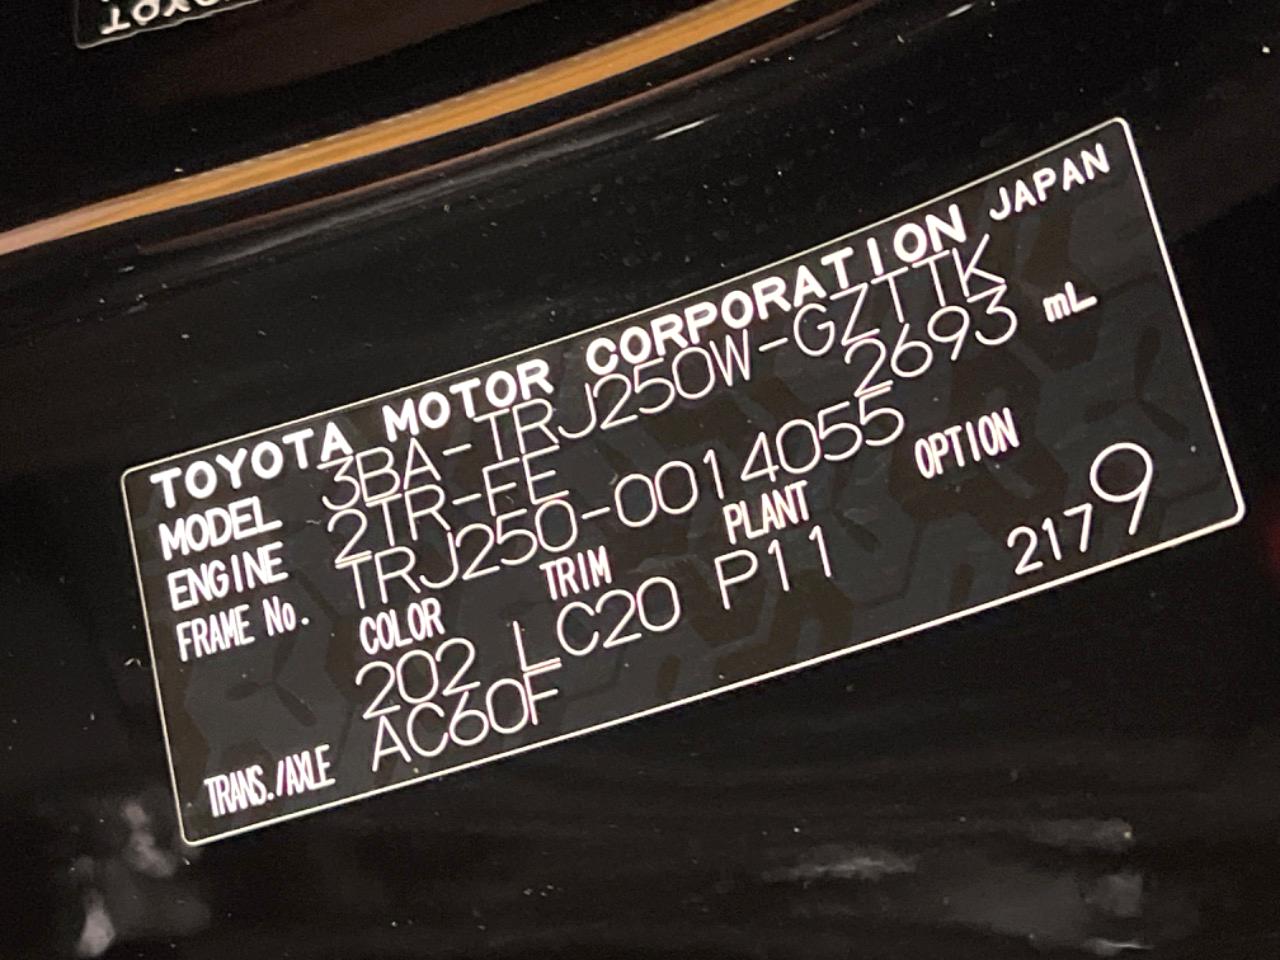 TOYOTA MOTOR CORPORATION JAPAN
MODEL 3BA-TRJ250W-GZTTK
ENGINE 2TR-FE 2693 mL
FRAME No. TRJ250-0014055
COLOR TRIM PLANT OPTION
202 LC20 P11 2179
TRANS./AXLE AC60F